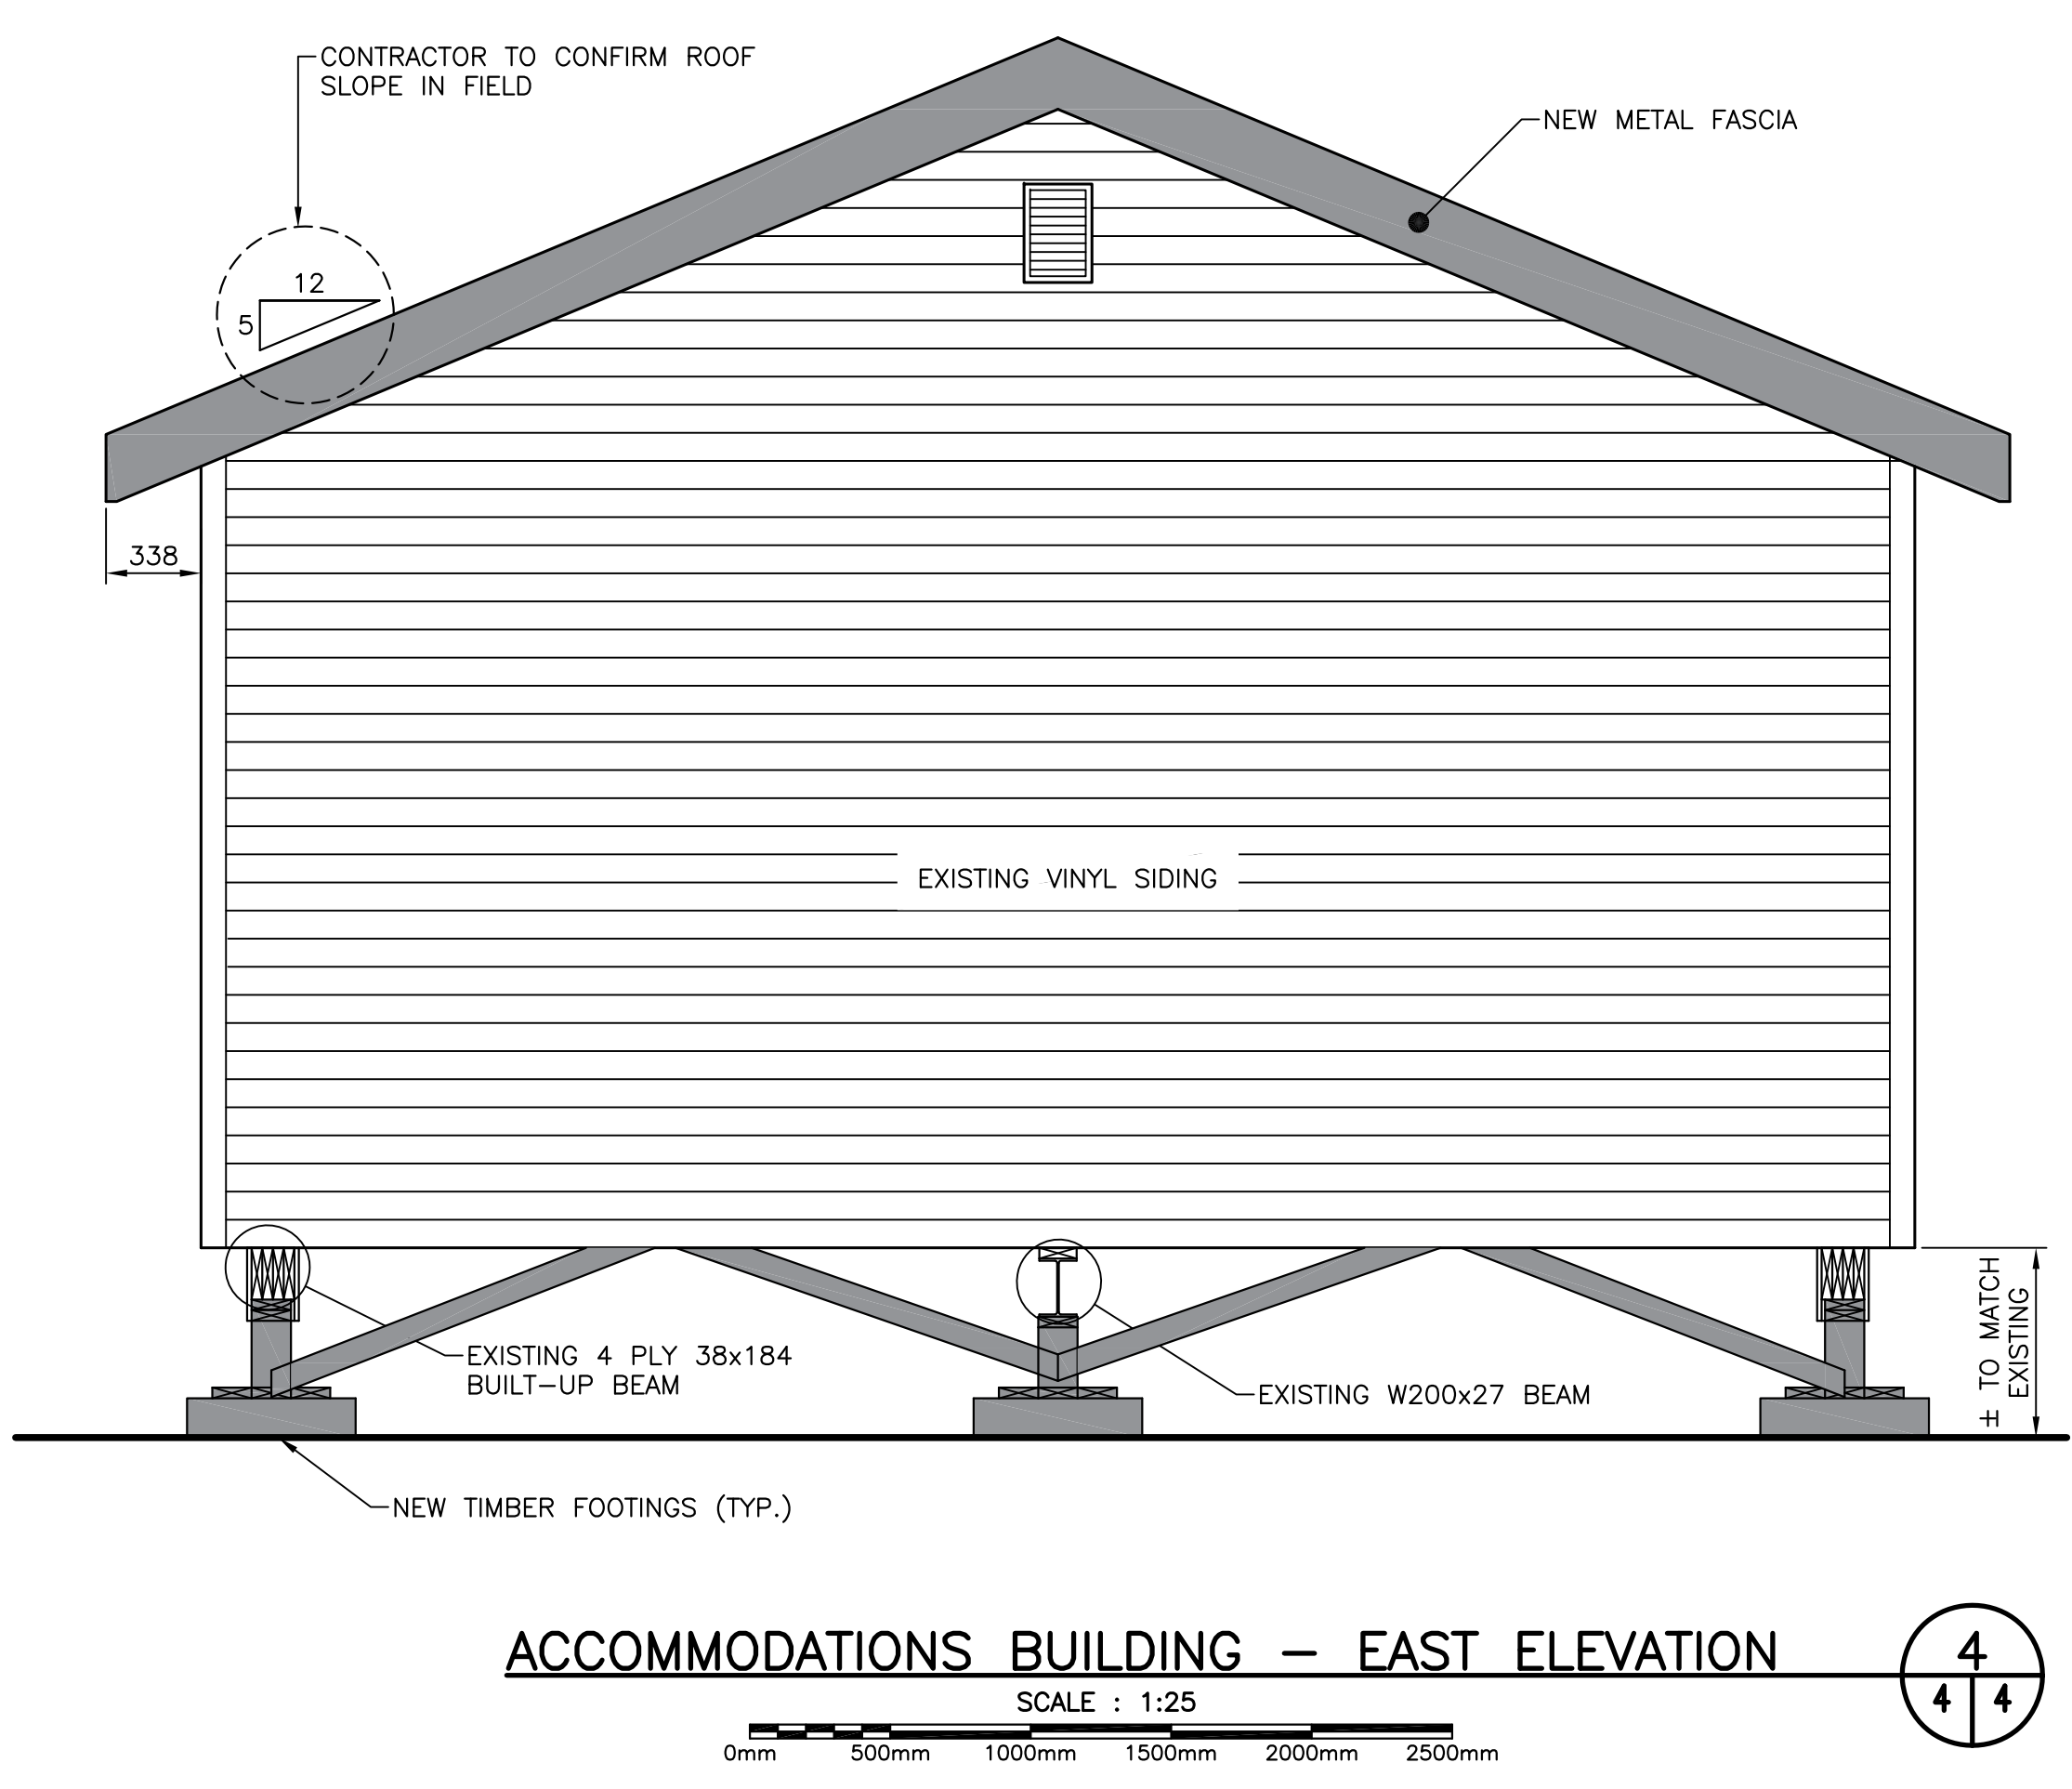 CONTRACTOR TO CONFIRM ROOF
SLOPE IN FIELD
NEW METAL FASCIA
12
5
338
EXISTING VINYL SIDING
EXISTING 4 PLY 38x184
BUILT-UP BEAM
EXISTING W200x27 BEAM
± TO MATCH
EXISTING
NEW TIMBER FOOTINGS (TYP.)
ACCOMMODATIONS BUILDING – EAST ELEVATION
4
4 4
SCALE : 1:25
0mm 500mm 1000mm 1500mm 2000mm 2500mm